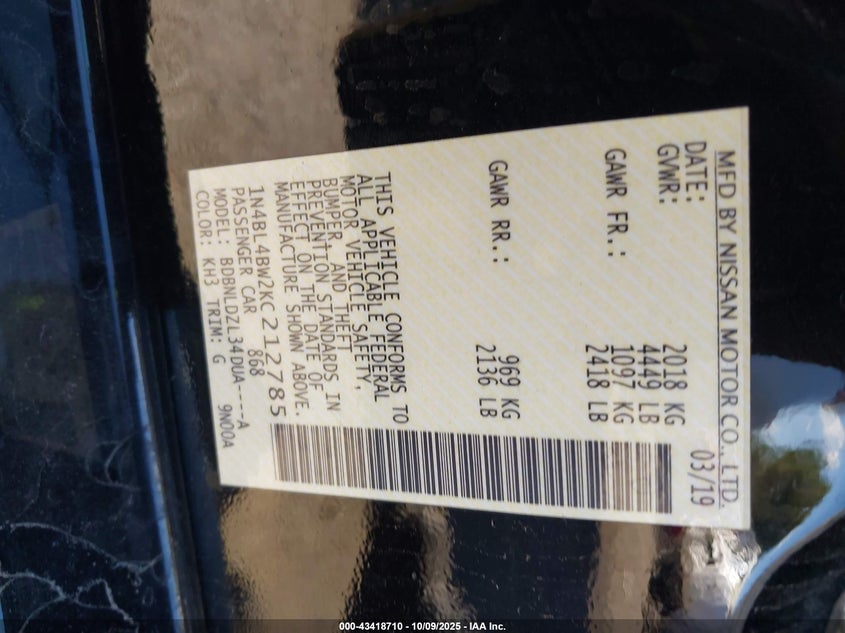 MFD BY NISSAN MOTOR CO., LTD.
DATE: 03/19
GVWR: 2018 KG
4449 LB
GAWR FR.: 1097 KG
2418 LB
GAWR RR.: 969 KG
2136 LB
THIS VEHICLE CONFORMS TO
ALL APPLICABLE FEDERAL
MOTOR VEHICLE SAFETY,
BUMPER, AND THEFT
PREVENTION STANDARDS IN
EFFECT ON THE DATE OF
MANUFACTURE SHOWN ABOVE.
1N4BL4BW2KC212785
PASSENGER CAR 868
MODEL: BDBNLDZL34DUA----A
COLOR: KH3 TRIM: G 9N00A
000-43418710 - 10/09/2025 - IAA Inc.